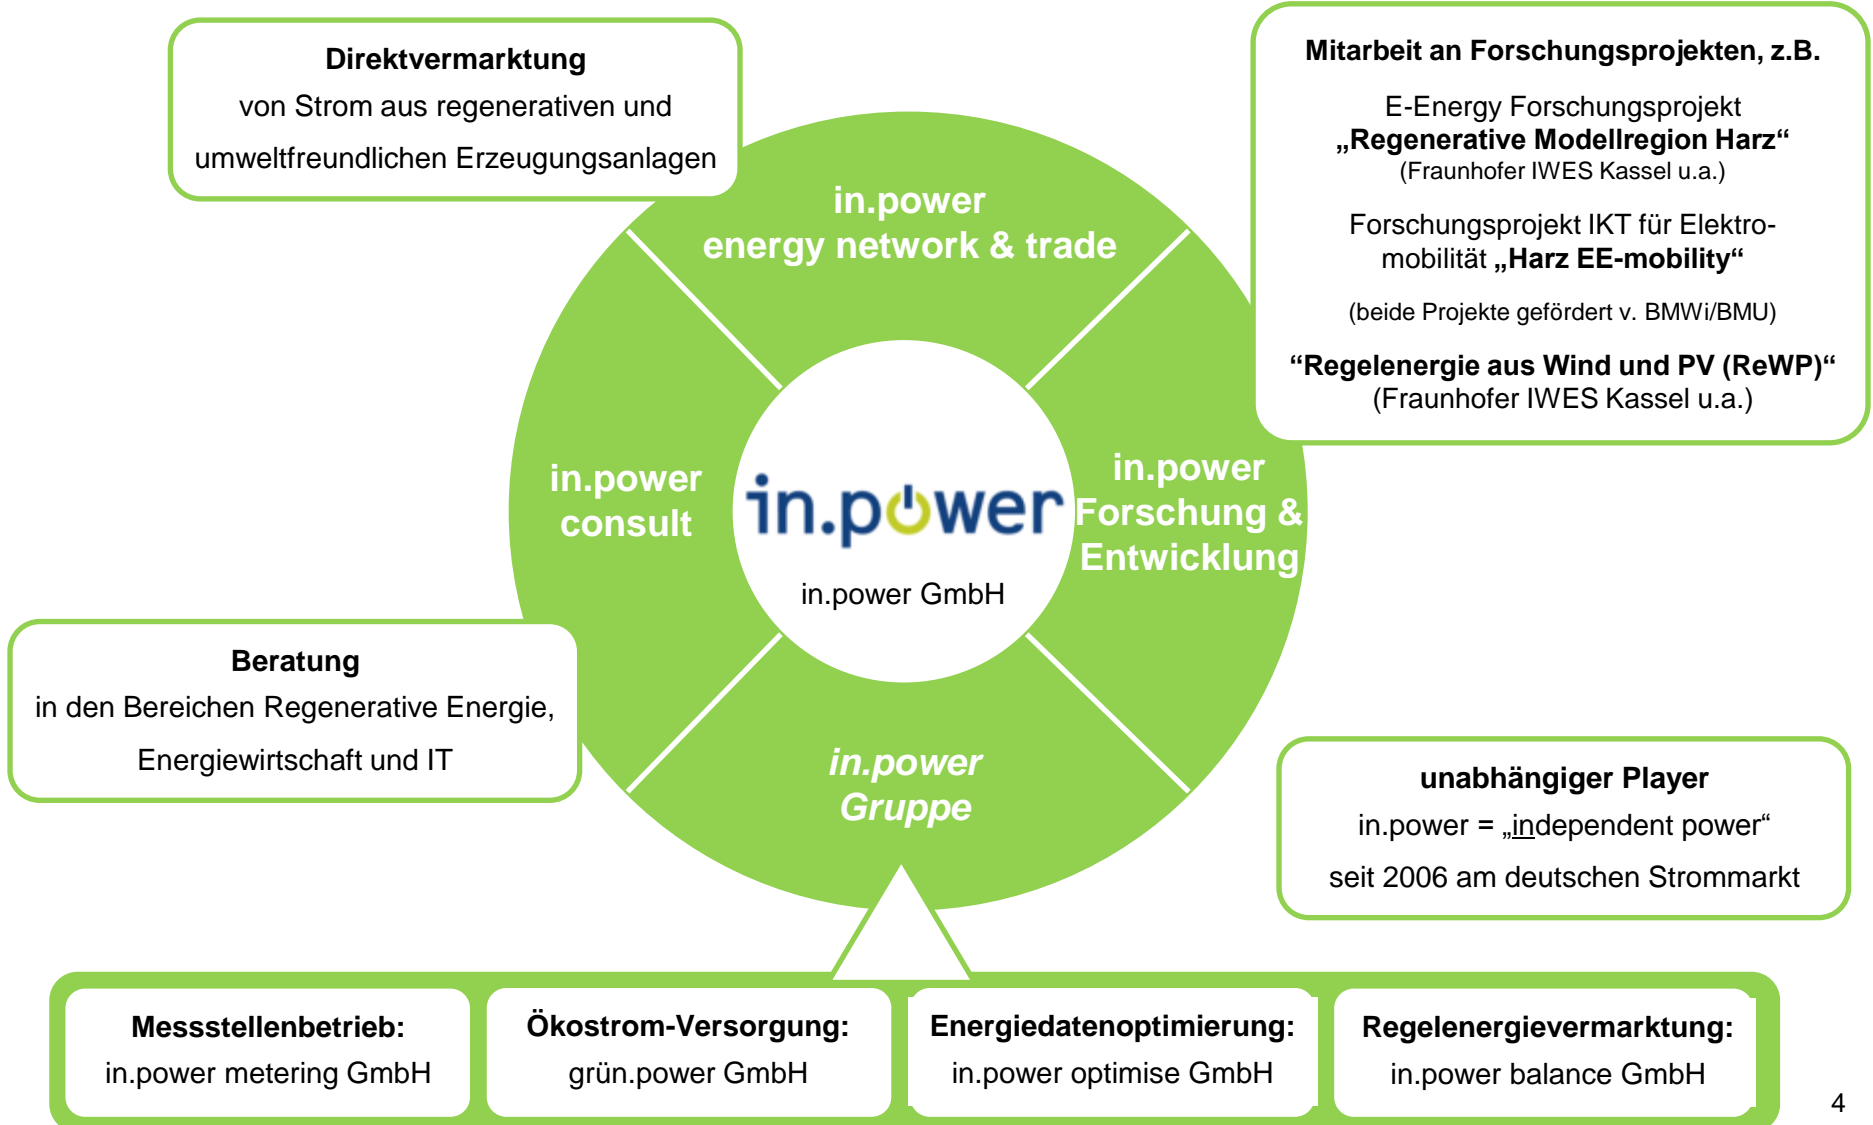 Direktvermarktung
von Strom aus regenerativen und
umweltfreundlichen Erzeugungsanlagen
Mitarbeit an Forschungsprojekten, z.B.
E-Energy Forschungsprojekt
„Regenerative Modellregion Harz“
(Fraunhofer IWES Kassel u.a.)
Forschungsprojekt IKT für Elektro-
mobilität „Harz EE-mobility“
(beide Projekte gefördert v. BMWi/BMU)
“Regelenergie aus Wind und PV (ReWP)“
(Fraunhofer IWES Kassel u.a.)
in.power
energy network & trade
in.power
consult
in.power
in.power GmbH
in.power
Forschung &
Entwicklung
Beratung
in den Bereichen Regenerative Energie,
Energiewirtschaft und IT
in.power
Gruppe
unabhängiger Player
in.power = „independent power“
seit 2006 am deutschen Strommarkt
Messstellenbetrieb:
in.power metering GmbH
Ökostrom-Versorgung:
grün.power GmbH
Energiedatenoptimierung:
in.power optimise GmbH
Regelenergievermarktung:
in.power balance GmbH
4